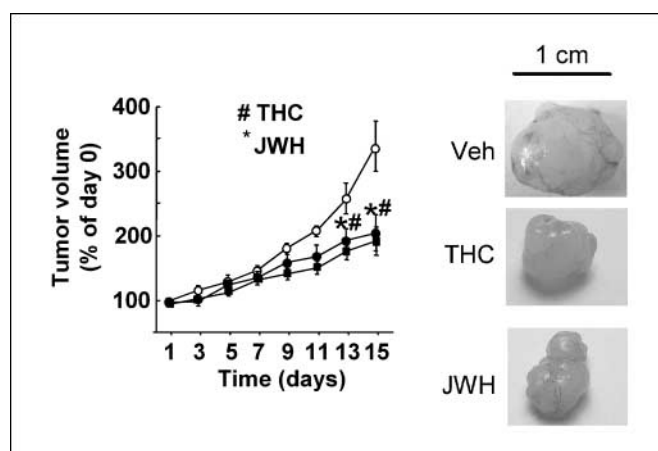 1 cm
400
# THC
* JWH
300
200
100
*# *#
Tumor volume
(% of day 0)
1 3 5 7 9 11 13 15
Time (days)
Veh
THC
JWH